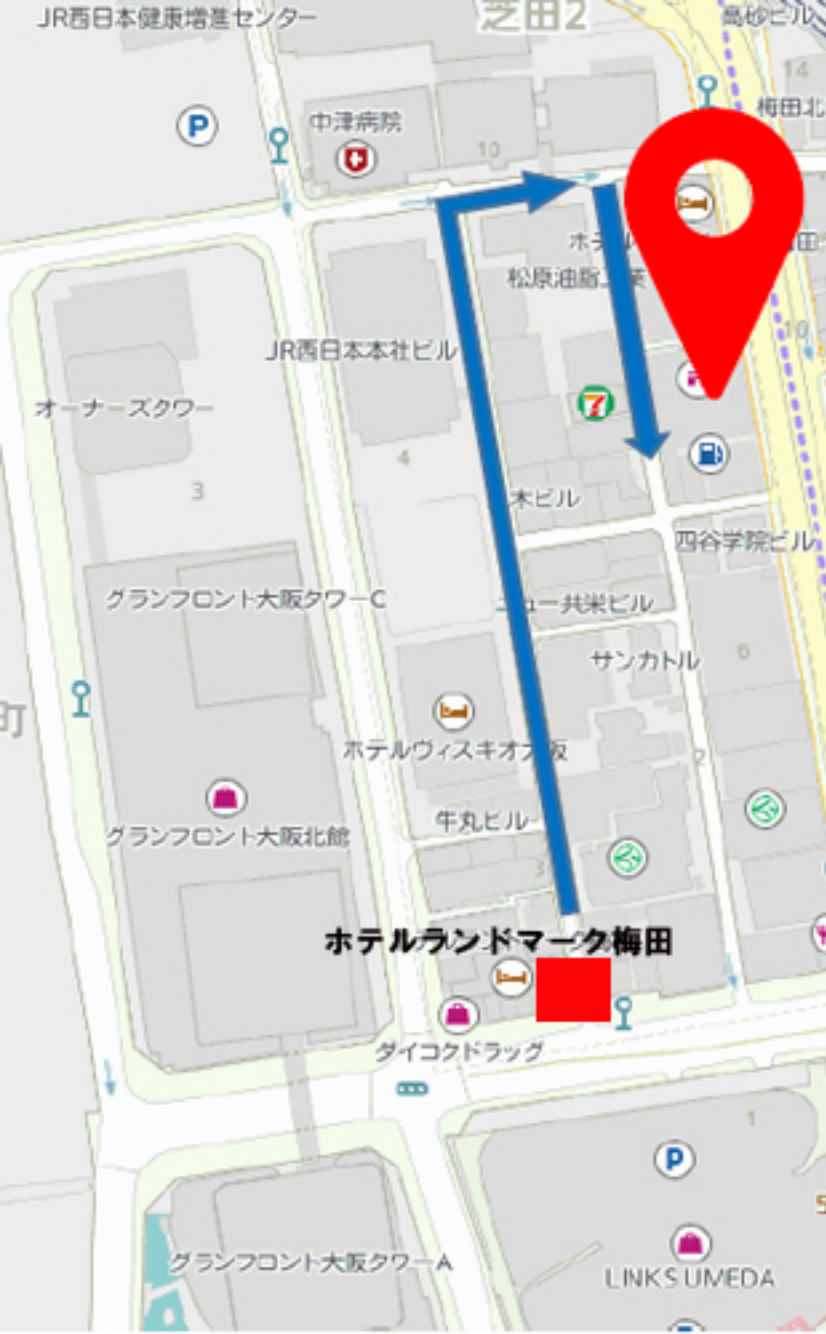 JR西日本健康増進センター
芝田2
高砂ビル
14
P
中津病院
梅田北
10
松原油脂
10
JR西日本本社ビル
オーナーズタワー
7
4
3
木ビル
四谷学院ビル
グランフロント大阪タワーC
ニュー共栄ビル
サンカトル
6
町
ホテルヴィスキオ大阪
2
グランフロント大阪北館
牛丸ビル
3
ホテルランドマーク梅田
ダイコクドラッグ
1
P
グランフロント大阪タワーA
LINKS UMEDA